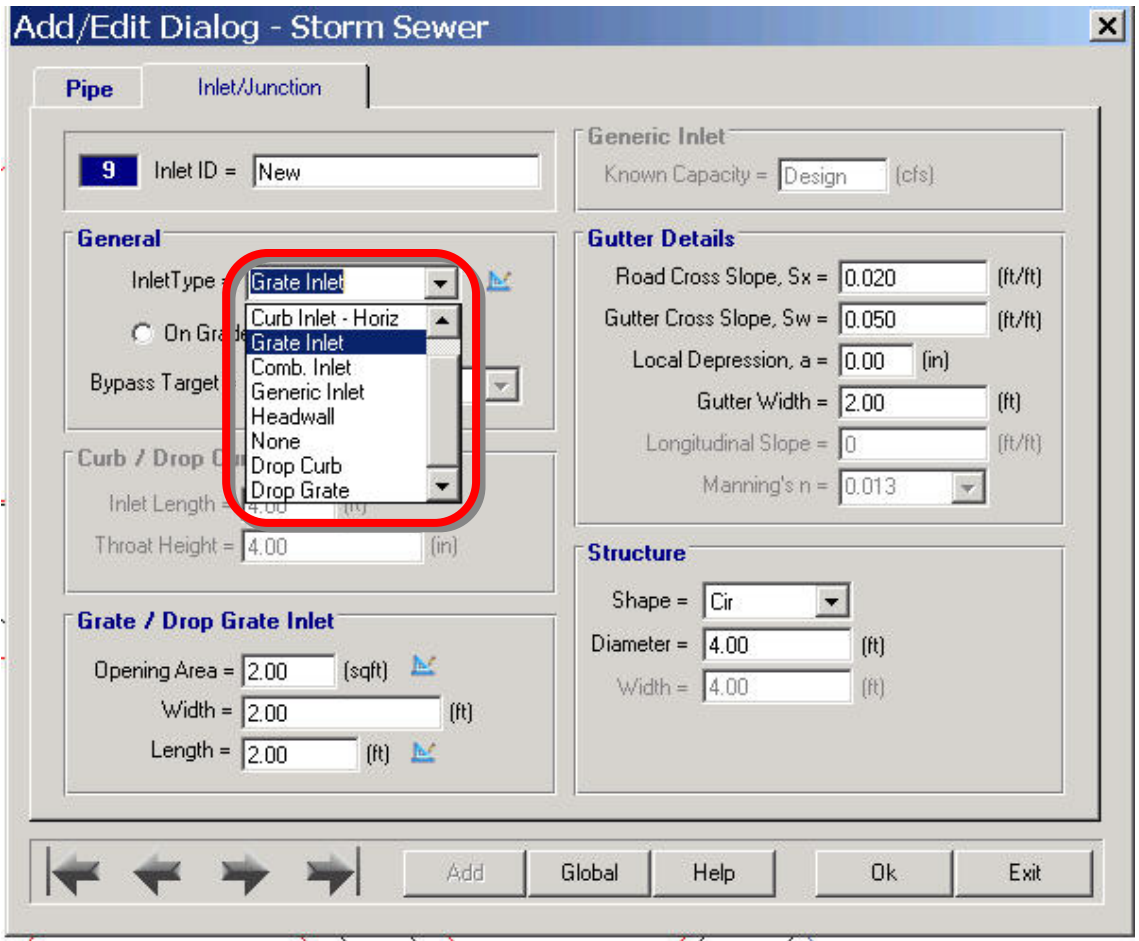 Add/Edit Dialog - Storm Sewer
Pipe
Inlet/Junction
9
Inlet ID =
New
General
InletType =
Grate Inlet
Curb Inlet - Horiz
Grate Inlet
Comb. Inlet
Generic Inlet
Headwall
None
Drop Curb
Drop Grate
On Grade
Bypass Target
Curb / Drop
Inlet Length =
4.00
(ft)
Throat Height =
4.00
(in)
Grate / Drop Grate Inlet
Opening Area =
2.00
(sqft)
Width =
2.00
(ft)
Length =
2.00
(ft)
Generic Inlet
Known Capacity =
Design
(cfs)
Gutter Details
Road Cross Slope, Sx =
0.020
(ft/ft)
Gutter Cross Slope, Sw =
0.050
(ft/ft)
Local Depression, a =
0.00
(in)
Gutter Width =
2.00
(ft)
Longitudinal Slope =
0
(ft/ft)
Manning's n =
0.013
Structure
Shape =
Cir
Diameter =
4.00
(ft)
Width =
4.00
(ft)
Add
Global
Help
Ok
Exit